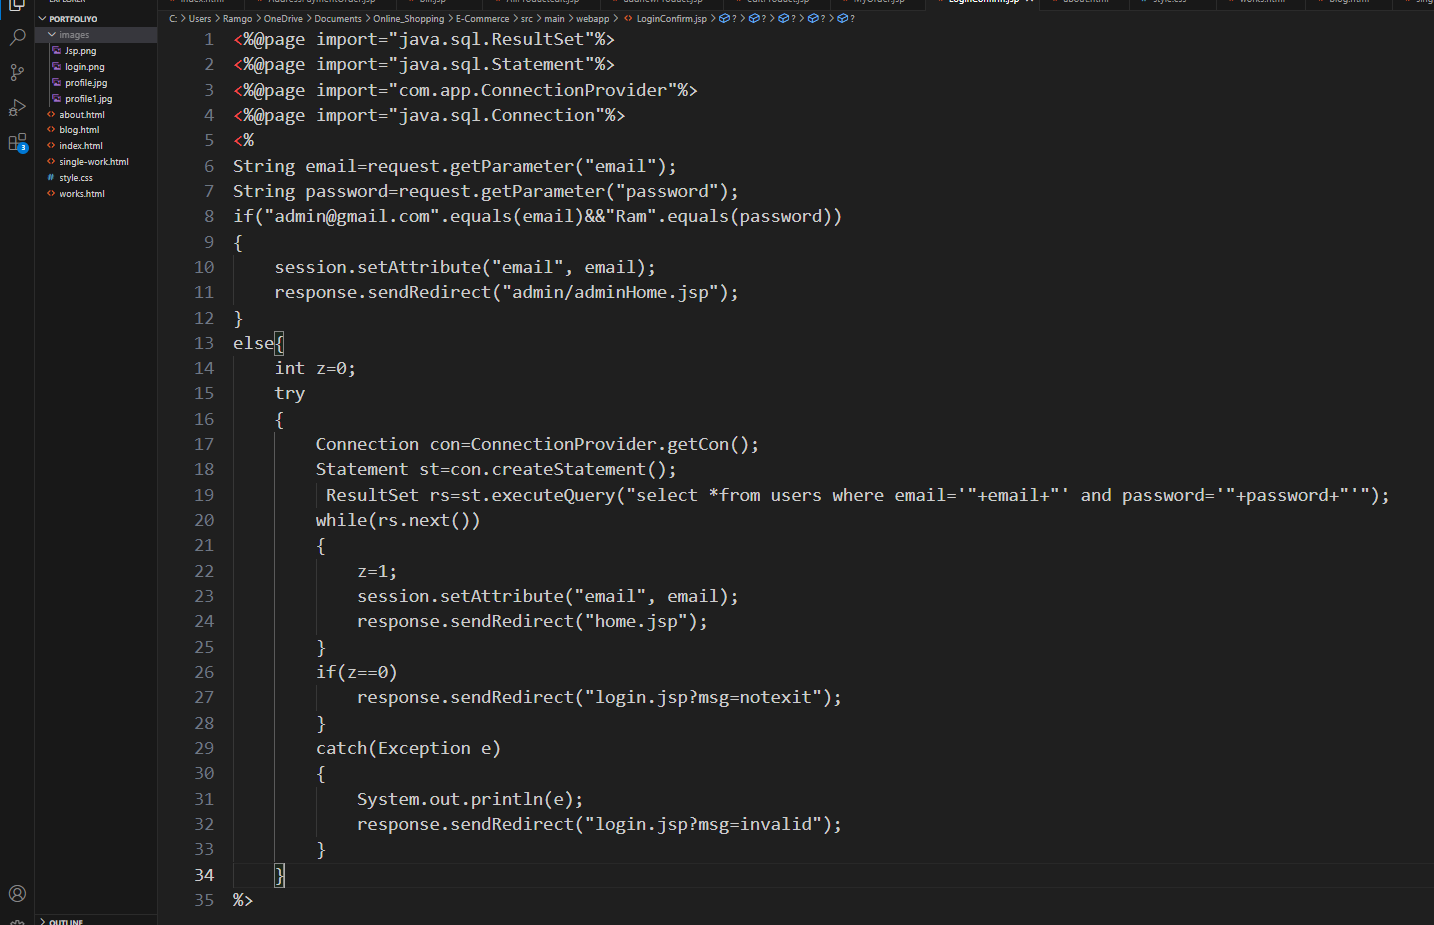 PORTFOLIYO
images
Jsp.png
login.png
profile.jpg
profile1.jpg
about.html
blog.html
index.html
single-work.html
# style.css
works.html
3
OUTLINE
C: > Users > Ramgo > OneDrive > Documents > Online_Shopping > E-Commerce > src > main > webapp > LoginConfirm.jsp > ? > ? > ? > ? > ?
1 <%@page import="java.sql.ResultSet"%>
2 <%@page import="java.sql.Statement"%>
3 <%@page import="com.app.ConnectionProvider"%>
4 <%@page import="java.sql.Connection"%>
5 <%
6 String email=request.getParameter("email");
7 String password=request.getParameter("password");
8 if("admin@gmail.com".equals(email)&&"Ram".equals(password))
9 {
10 session.setAttribute("email", email);
11 response.sendRedirect("admin/adminHome.jsp");
12 }
13 else{
14 int z=0;
15 try
16 {
17 Connection con=ConnectionProvider.getCon();
18 Statement st=con.createStatement();
19 ResultSet rs=st.executeQuery("select *from users where email='"+email+"' and password='"+password+"'");
20 while(rs.next())
21 {
22 z=1;
23 session.setAttribute("email", email);
24 response.sendRedirect("home.jsp");
25 }
26 if(z==0)
27 response.sendRedirect("login.jsp?msg=notexit");
28 }
29 catch(Exception e)
30 {
31 System.out.println(e);
32 response.sendRedirect("login.jsp?msg=invalid");
33 }
34 }
35 %>